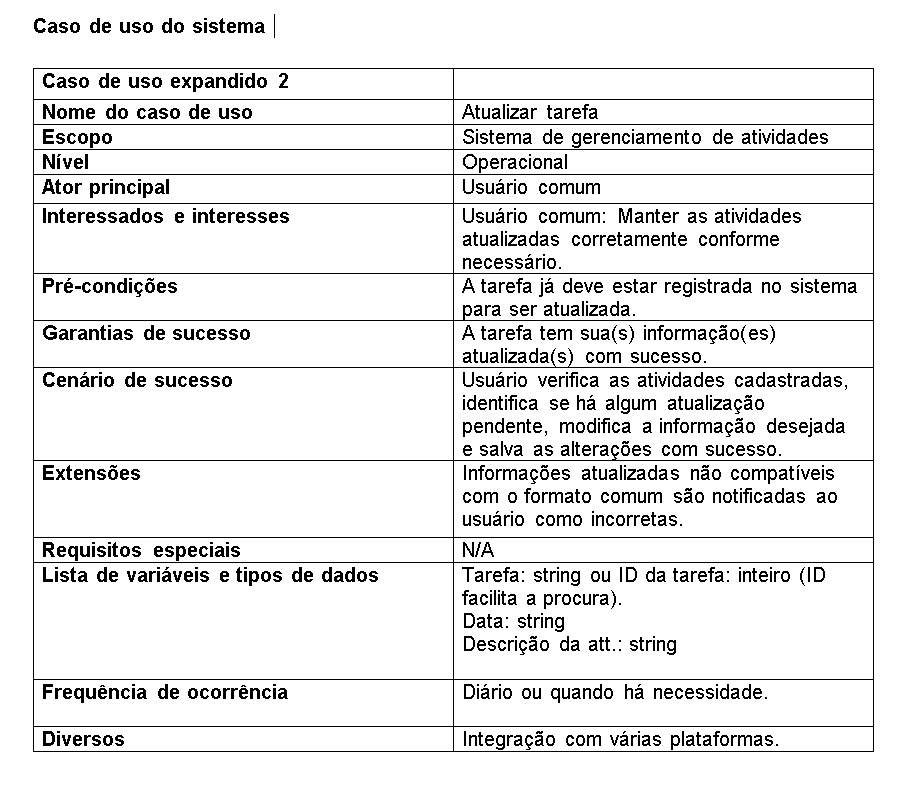 Caso de uso do sistema
Caso de uso expandido 2
Nome do caso de uso
Atualizar tarefa
Escopo
Sistema de gerenciamento de atividades
Nível
Operacional
Ator principal
Usuário comum
Interessados e interesses
Usuário comum: Manter as atividades
atualizadas corretamente conforme
necessário.
Pré-condições
A tarefa já deve estar registrada no sistema
para ser atualizada.
Garantias de sucesso
A tarefa tem sua(s) informação(es)
atualizada(s) com sucesso.
Cenário de sucesso
Usuário verifica as atividades cadastradas,
identifica se há algum atualização
pendente, modifica a informação desejada
e salva as alterações com sucesso.
Extensões
Informações atualizadas não compatíveis
com o formato comum são notificadas ao
usuário como incorretas.
Requisitos especiais
N/A
Lista de variáveis e tipos de dados
Tarefa: string ou ID da tarefa: inteiro (ID
facilita a procura).
Data: string
Descrição da att.: string
Frequência de ocorrência
Diário ou quando há necessidade.
Diversos
Integração com várias plataformas.